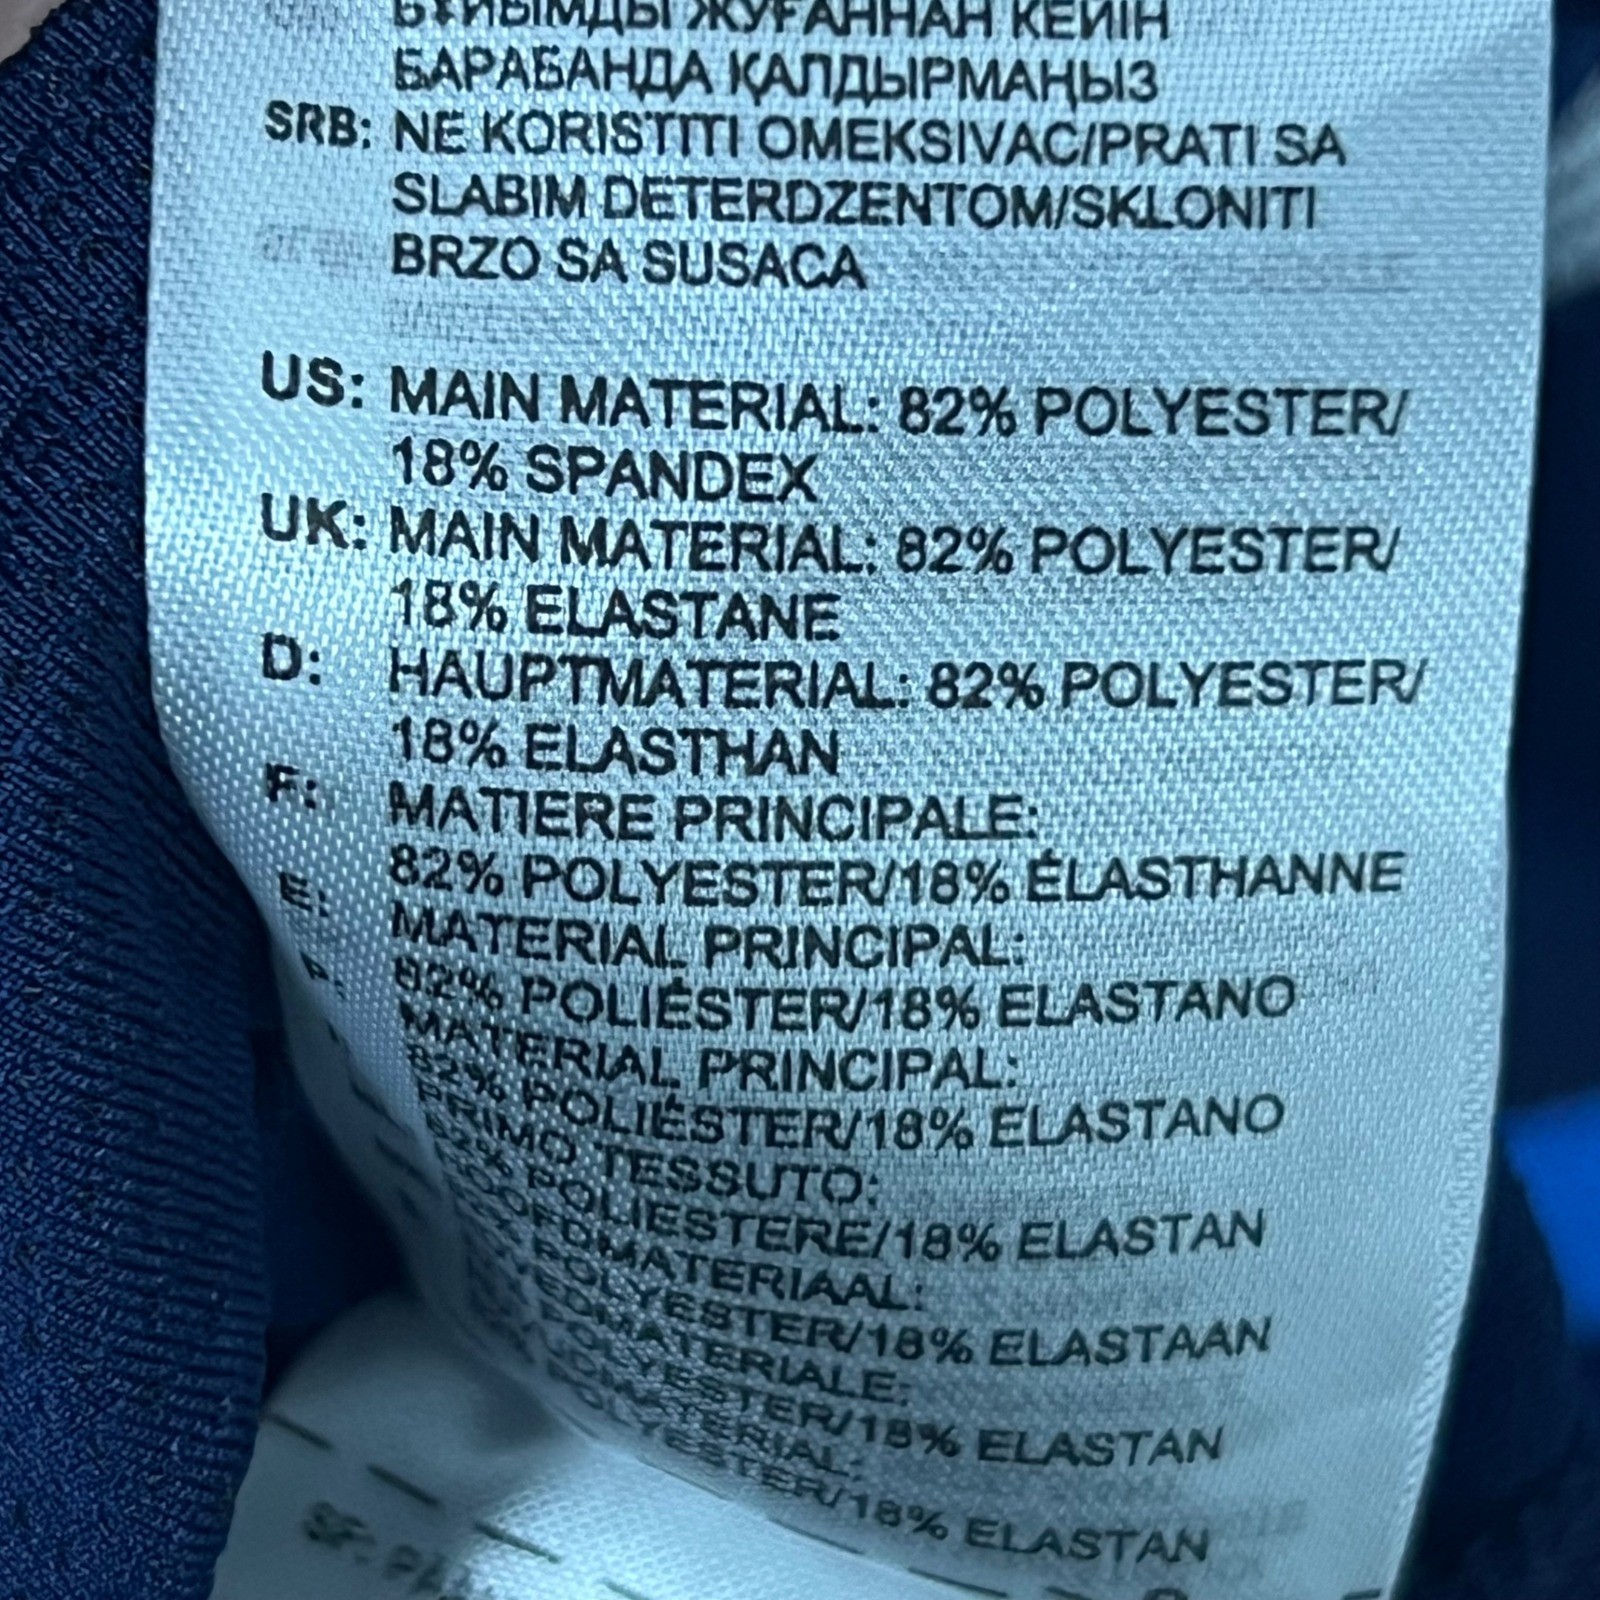 БҰЙЫМДЫ ЖУҒАННАН КЕЙІН
БАРАБАНДА ҚАЛДЫРМАҢЫЗ
SRB: NE KORISTITI OMEKSIVAC/PRATI SA
SLABIM DETERDZENTOM/SKLONITI
BRZO SA SUSACA
US: MAIN MATERIAL: 82% POLYESTER/
18% SPANDEX
UK: MAIN MATERIAL: 82% POLYESTER/
18% ELASTANE
D: HAUPTMATERIAL: 82% POLYESTER/
18% ELASTHAN
F: MATIERE PRINCIPALE:
82% POLYESTER/18% ÉLASTHANNE
E: MATERIAL PRINCIPAL:
82% POLIÉSTER/18% ELASTANO
P: MATERIAL PRINCIPAL:
82% POLIÉSTER/18% ELASTANO
PRIMO TESSUTO:
82% POLIESTERE/18% ELASTAN
POLYESTER/18% ELASTAAN
POLYESTER/18% ELASTAN
18% ELASTAN